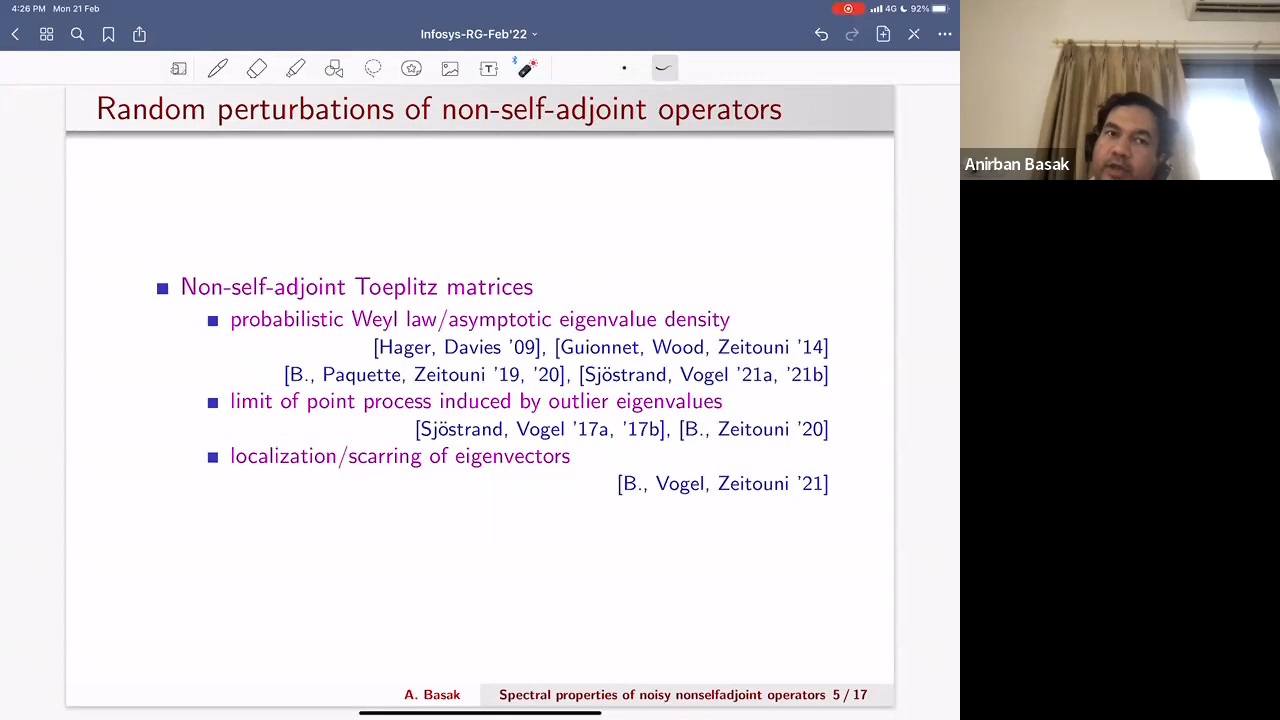 4:26 PM Mon 21 Feb
4G 92%
Infosys-RG-Feb'22
Random perturbations of non-self-adjoint operators
Non-self-adjoint Toeplitz matrices
probabilistic Weyl law/asymptotic eigenvalue density
[Hager, Davies '09], [Guionnet, Wood, Zeitouni '14]
[B., Paquette, Zeitouni '19, '20], [Sjöstrand, Vogel '21a, '21b]
limit of point process induced by outlier eigenvalues
[Sjöstrand, Vogel '17a, '17b], [B., Zeitouni '20]
localization/scarring of eigenvectors
[B., Vogel, Zeitouni '21]
A. Basak Spectral properties of noisy nonselfadjoint operators 5 / 17
Anirban Basak